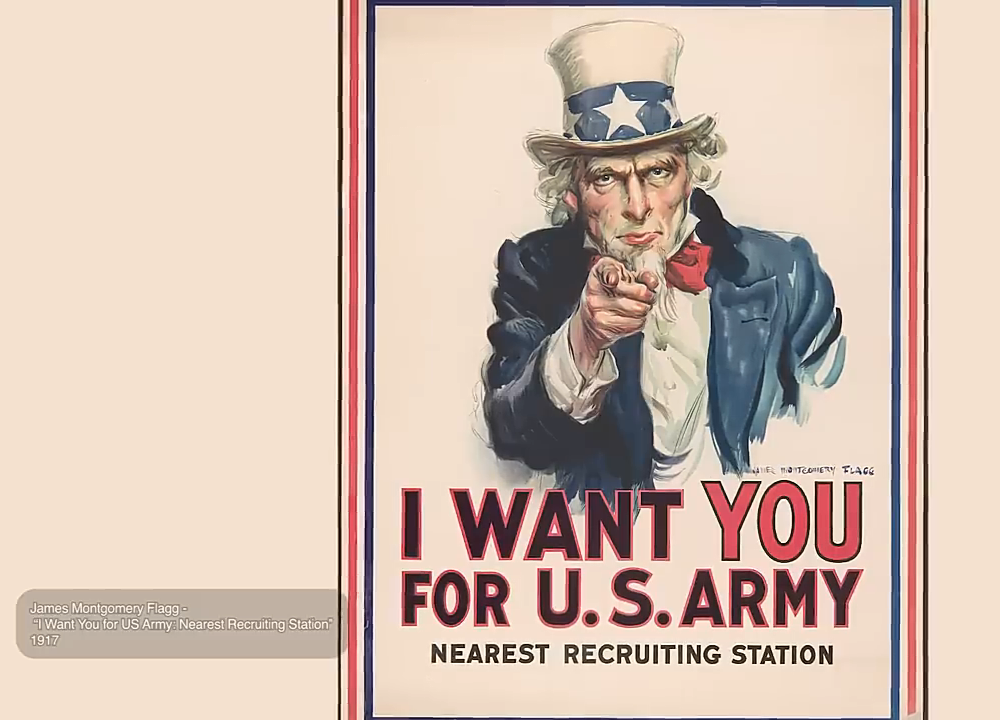 JAMES MONTGOMERY FLAGG
I WANT YOU
FOR U.S. ARMY
NEAREST RECRUITING STATION
James Montgomery Flagg -
"I Want You for US Army: Nearest Recruiting Station"
1917